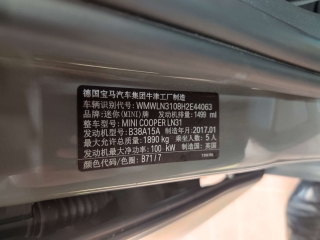 德国宝马汽车集团牛津工厂制造
车辆识别代号: WMWLN3108H2E44063
品牌: 迷你(MINI)牌 发动机排量: 1499 ml
整车型号: MINI COOPER LN31
发动机型号: B38A15A 制造年月: 2017.01
最大允许总质量: 1890 kg 乘坐人数: 5 人
发动机最大净功率: 100 kW 制造国: 英国
颜色代码/色圈: B71/7